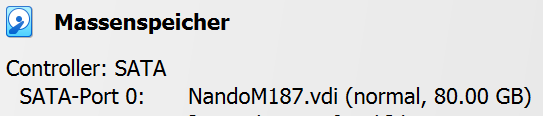 Massenspeicher
Controller: SATA
SATA-Port 0: NandoM187.vdi (normal, 80.00 GB)